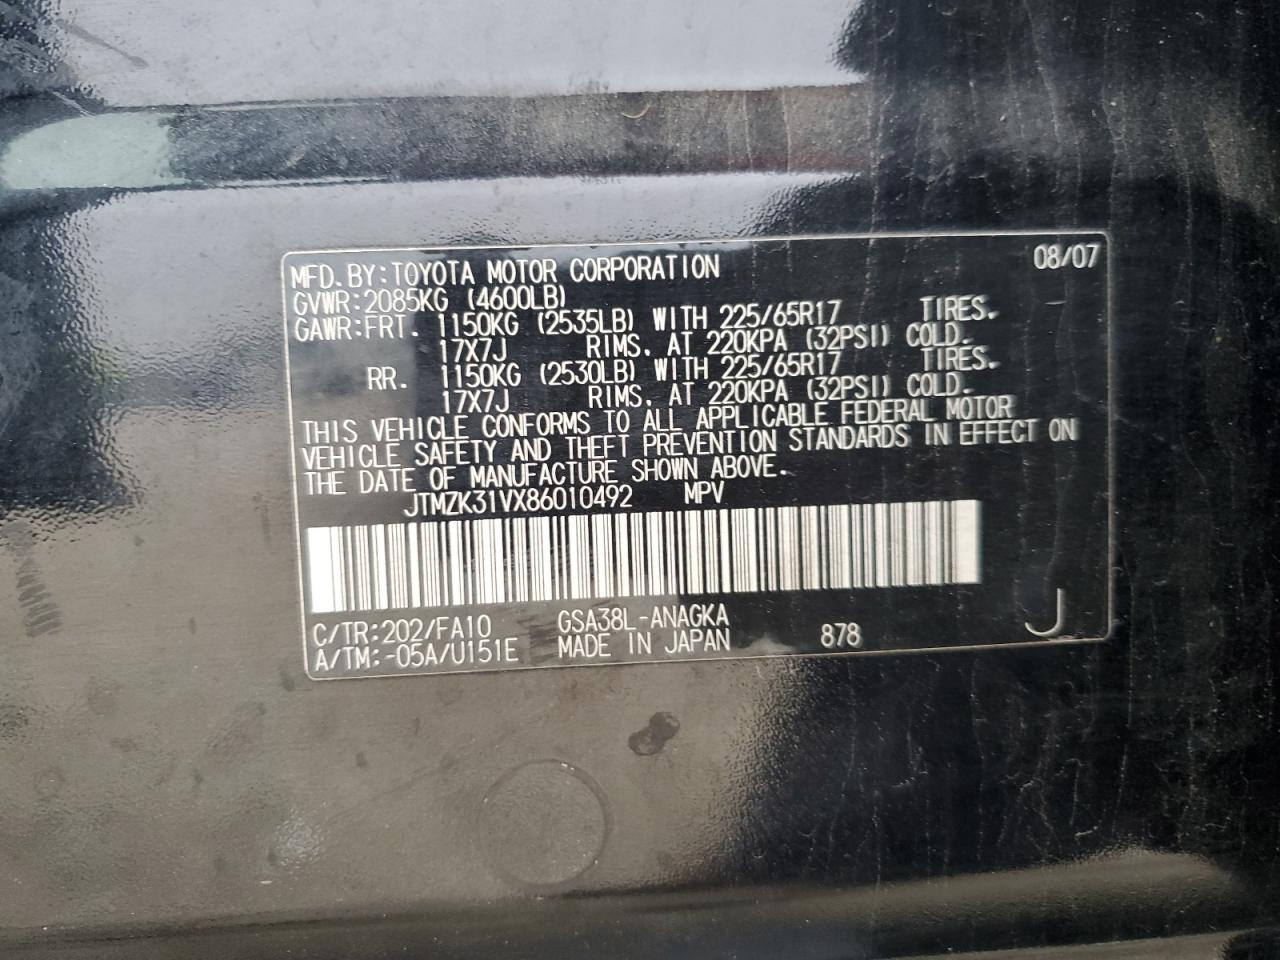 MFD. BY: TOYOTA MOTOR CORPORATION 08/07
GVWR: 2085KG (4600LB)
GAWR: FRT. 1150KG (2535LB) WITH 225/65R17 TIRES.
17X7J RIMS. AT 220KPA (32PSI) COLD.
RR. 1150KG (2530LB) WITH 225/65R17 TIRES.
17X7J RIMS. AT 220KPA (32PSI) COLD.
THIS VEHICLE CONFORMS TO ALL APPLICABLE FEDERAL MOTOR
VEHICLE SAFETY AND THEFT PREVENTION STANDARDS IN EFFECT ON
THE DATE OF MANUFACTURE SHOWN ABOVE.
JTMZK31VX86010492 MPV
C/TR: 202/FA10 GSA38L-ANAGKA
A/TM: -05A/U151E MADE IN JAPAN 878 J